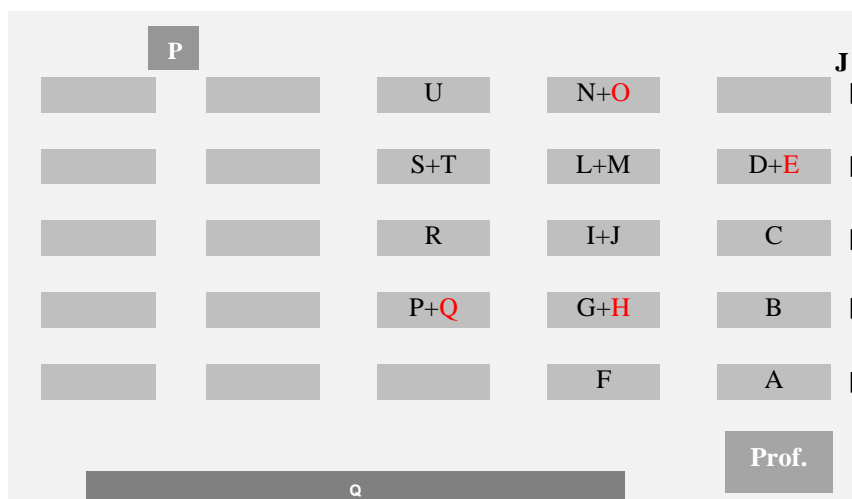 P
J
U N+O
S+T L+M D+E
R I+J C
P+Q G+H B
F A
Prof.
Q